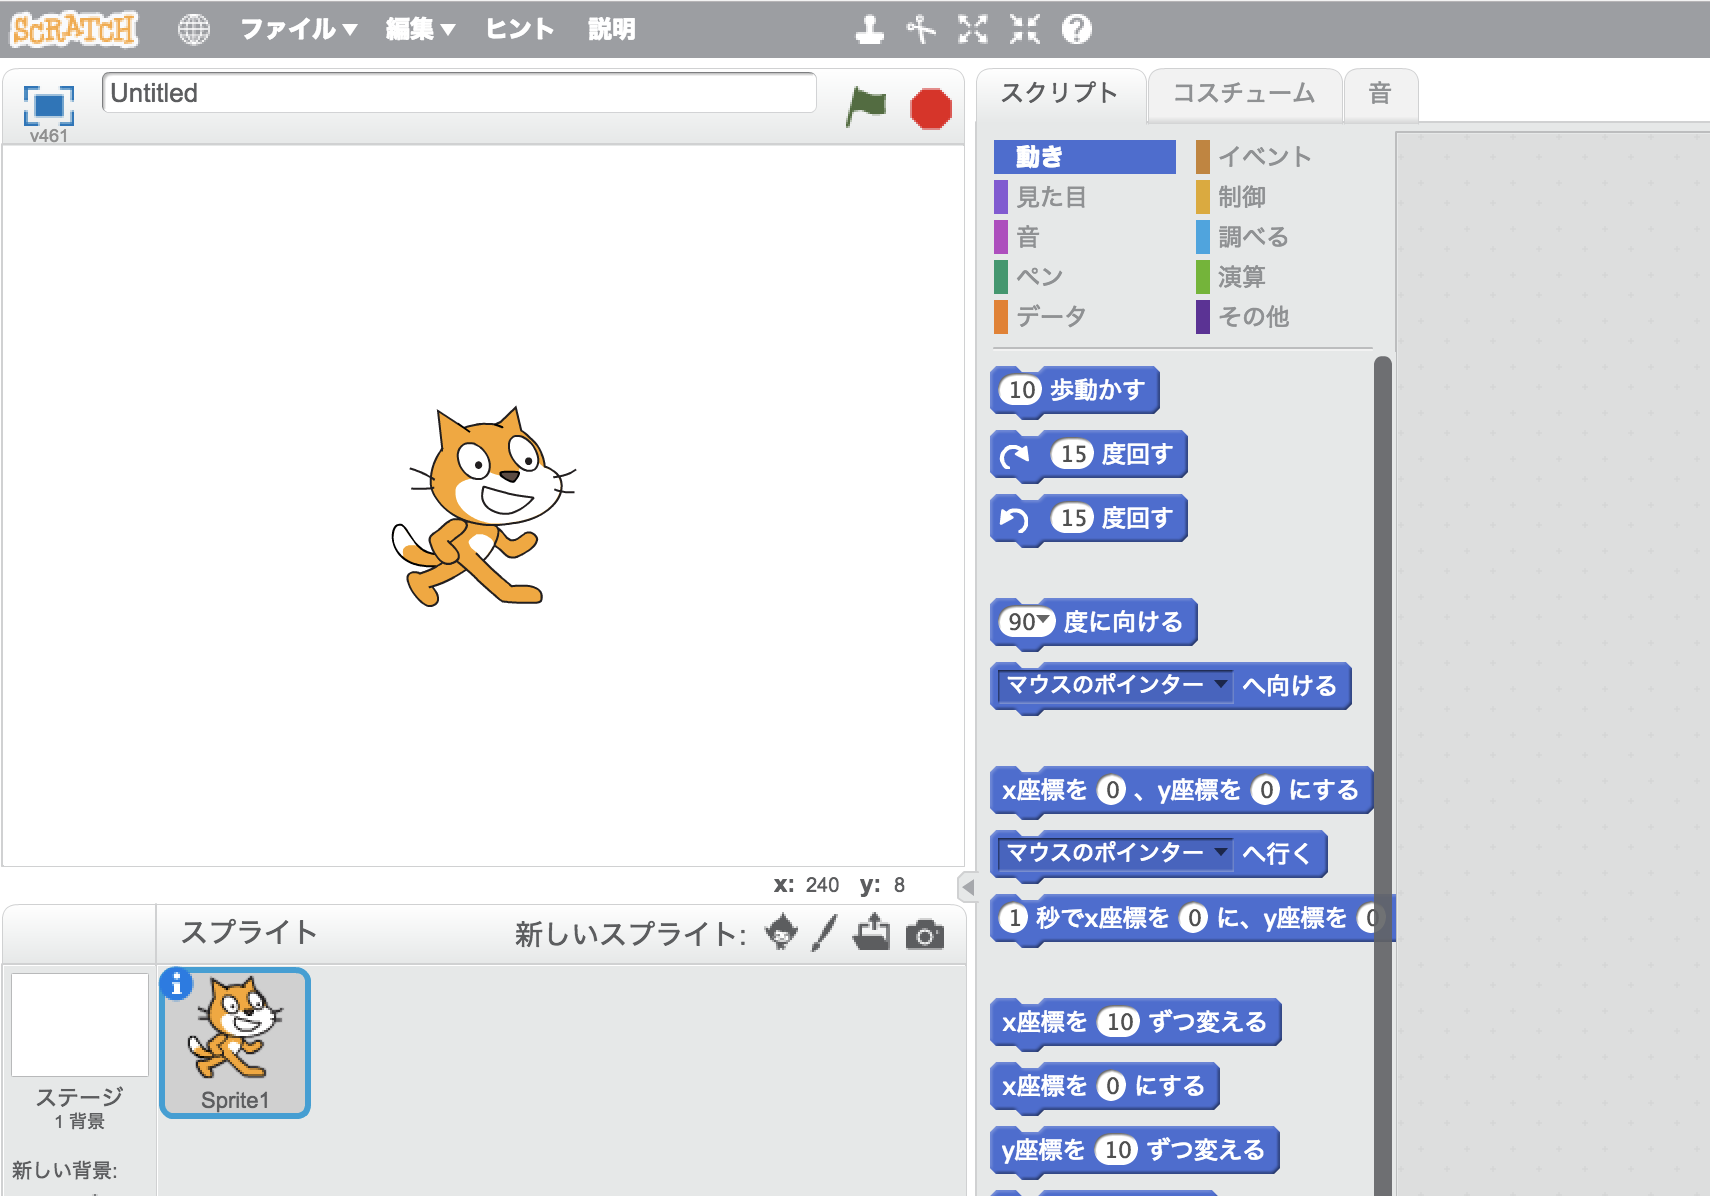 SCRATCH
ファイル 編集 ヒント 説明
v461
Untitled
スクリプト コスチューム 音
動き
見た目
音
ペン
データ
イベント
制御
調べる
演算
その他
10 歩動かす
15 度回す
15 度回す
90 度に向ける
マウスのポインター へ向ける
x座標を 0 、y座標を 0 にする
マウスのポインター へ行く
1 秒でx座標を 0 に、y座標を 0
x座標を 10 ずつ変える
x座標を 0 にする
y座標を 10 ずつ変える
x: 240 y: 8
スプライト 新しいスプライト:
Sprite1
ステージ
1 背景
新しい背景: